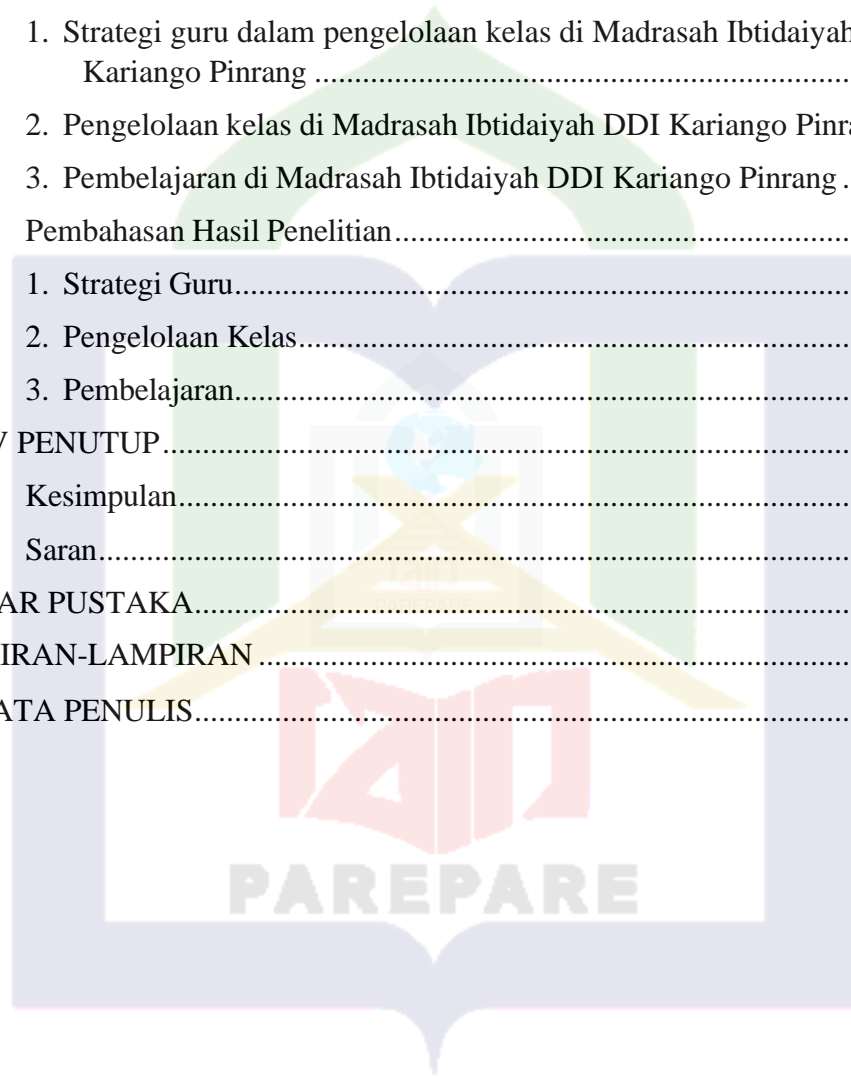 1. Strategi guru dalam pengelolaan kelas di Madrasah Ibtidaiyah
Kariango Pinrang ..........................................................................
2. Pengelolaan kelas di Madrasah Ibtidaiyah DDI Kariango Pinra
3. Pembelajaran di Madrasah Ibtidaiyah DDI Kariango Pinrang ..
Pembahasan Hasil Penelitian..............................................................
1. Strategi Guru..................................................................................
2. Pengelolaan Kelas..........................................................................
3. Pembelajaran..................................................................................
V PENUTUP.........................................................................................
Kesimpulan.........................................................................................
Saran...................................................................................................
AR PUSTAKA......................................................................................
IRAN-LAMPIRAN ...............................................................................
ATA PENULIS......................................................................................
IAIN
PAREPARE
PAREPARE